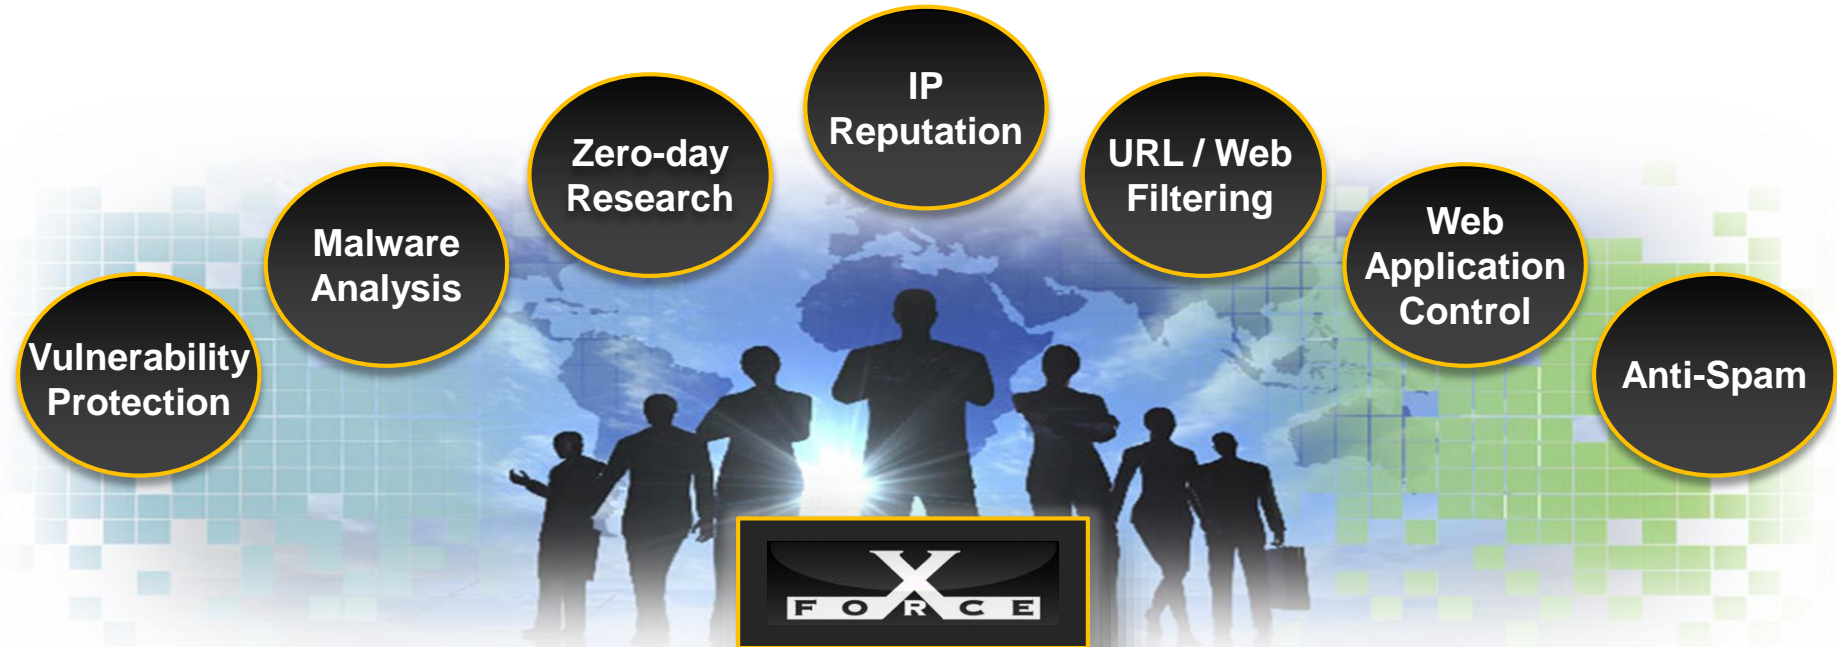 Vulnerability
Protection
Malware
Analysis
Zero-day
Research
IP
Reputation
URL / Web
Filtering
Web
Application
Control
Anti-Spam
X
FORCE